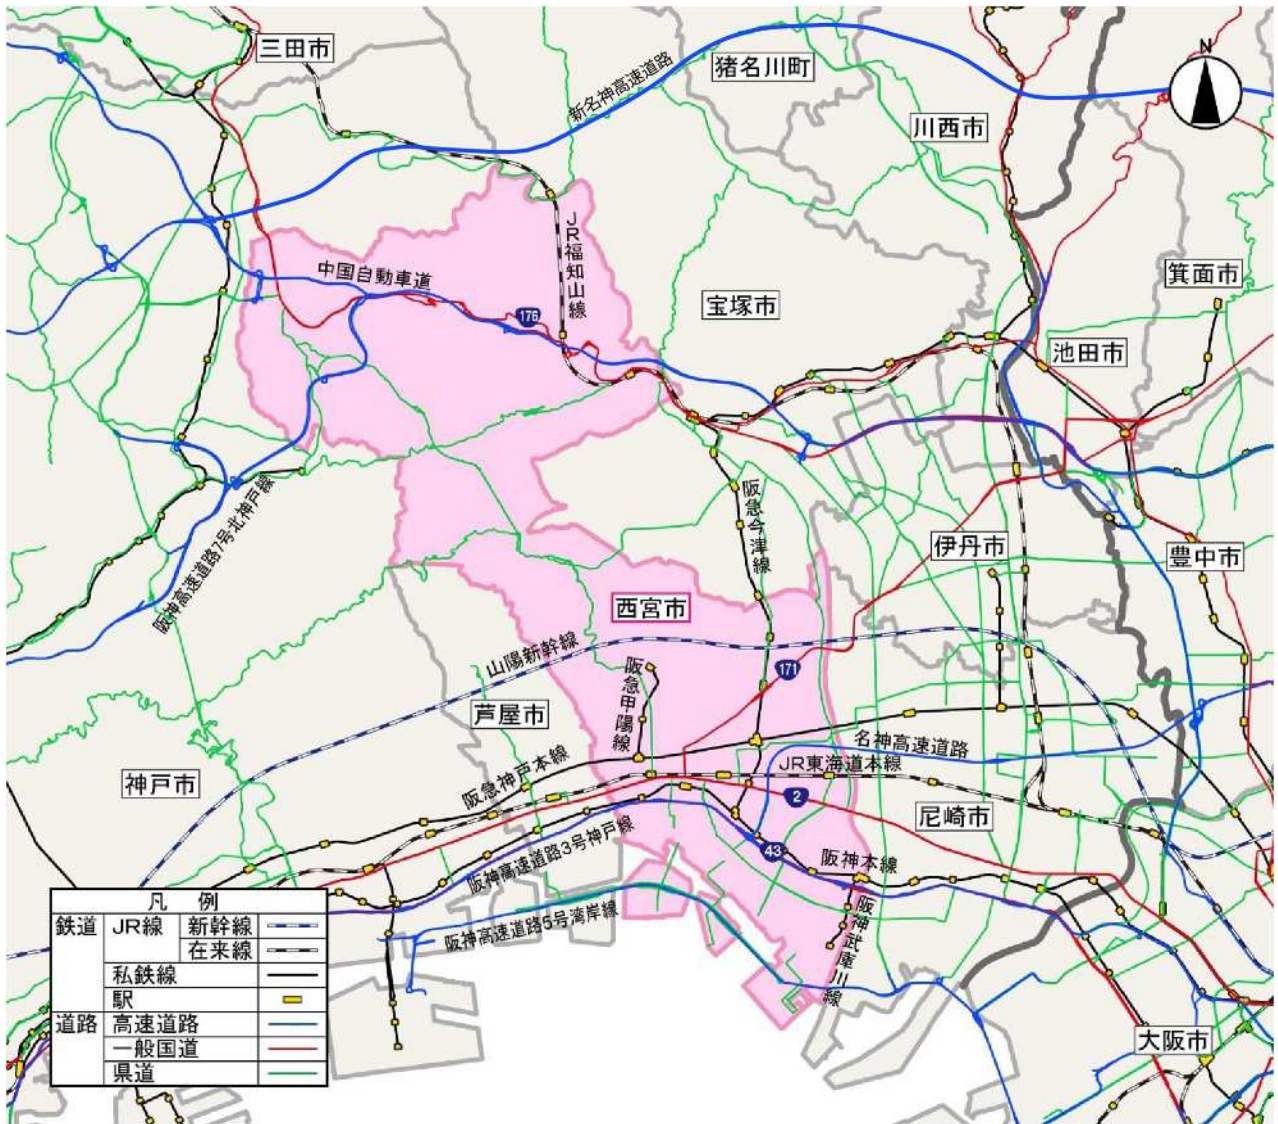 三田市
猪名川町
N
新名神高速道路
川西市
JR福知山線
中国自動車道
箕面市
176
宝塚市
池田市
阪急今津線
阪神高速道路7号北神戸線
伊丹市
豊中市
西宮市
山陽新幹線
阪急甲陽線
171
芦屋市
名神高速道路
阪急神戸本線
JR東海道本線
神戸市
2
尼崎市
阪神高速道路3号神戸線
43
阪神本線
阪神武庫川線
阪神高速道路5号湾岸線
大阪市
凡 例
鉄道 JR線 新幹線
在来線
私鉄線
駅
道路 高速道路
一般国道
県道